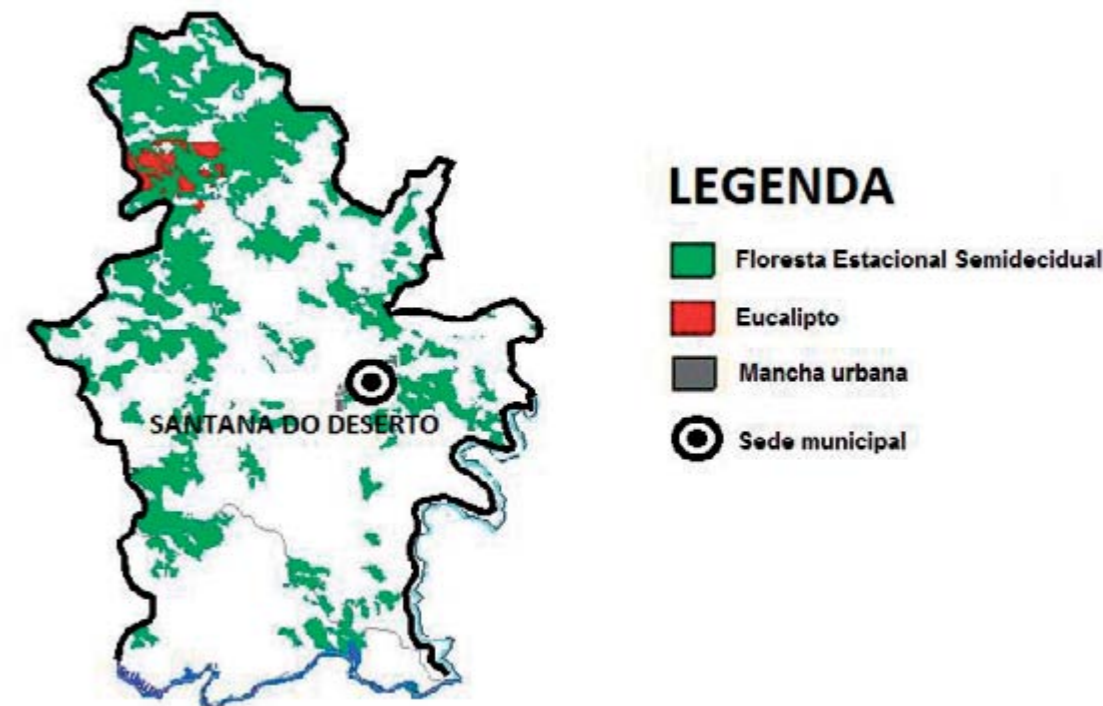 LEGENDA
Floresta Estacional Semidecidual
Eucalipto
Mancha urbana
Sede municipal
SANTANA DO DESERTO